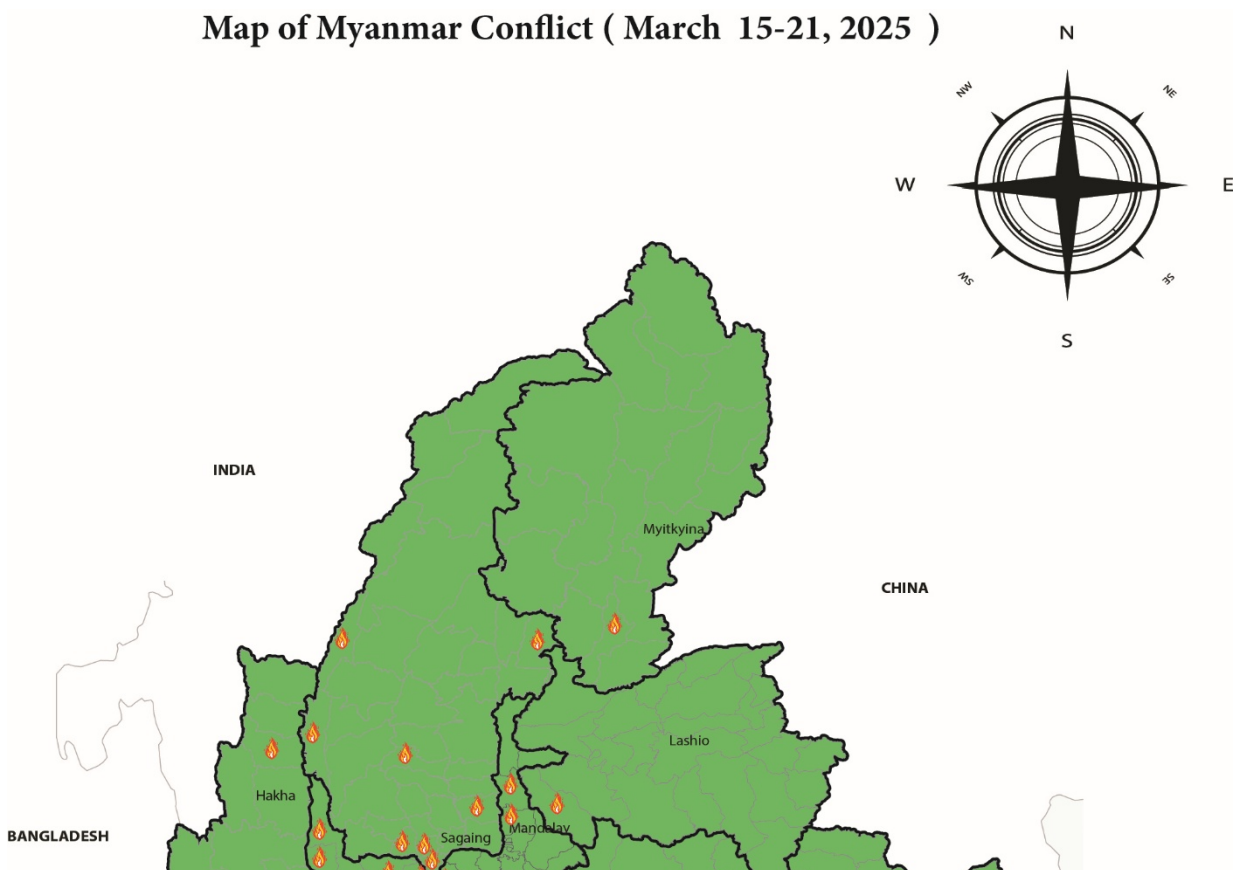 Map of Myanmar Conflict ( March 15-21, 2025 )
N
NW
NE
W
E
SW
SE
S
INDIA
Myitkyina
CHINA
Lashio
Hakha
BANGLADESH
Sagaing
Mandalay